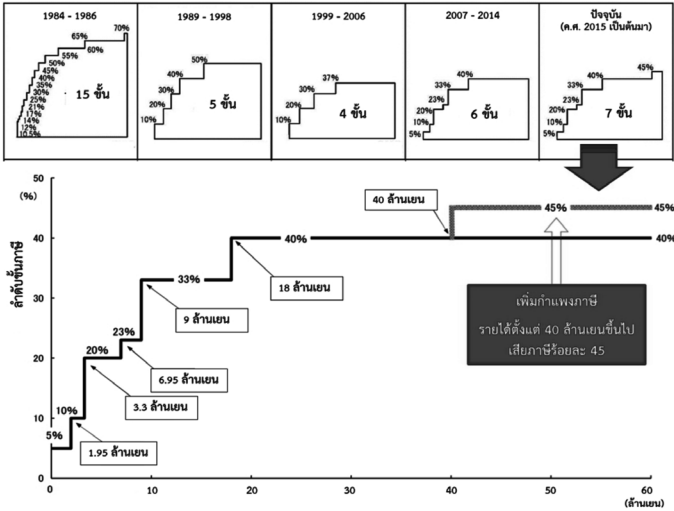 1984 - 1986
1989 - 1998
1999 - 2006
2007 - 2014
ปัจจุบัน
(ค.ศ. 2015 เป็นต้นมา)
70%
65%
60%
55%
50%
45%
40%
35%
30%
25%
21%
17%
14%
12%
10.5%
15 ขั้น
50%
40%
30%
20%
10%
5 ขั้น
37%
30%
20%
10%
4 ขั้น
40%
33%
23%
20%
10%
5%
6 ขั้น
45%
40%
33%
23%
20%
10%
5%
7 ขั้น
ลำดับขั้นภาษี
(%)
50
40
30
20
10
0
5%
10%
20%
23%
33%
40%
45%
45%
40%
1.95 ล้านเยน
3.3 ล้านเยน
6.95 ล้านเยน
9 ล้านเยน
18 ล้านเยน
40 ล้านเยน
เพิ่มกำแพงภาษี
รายได้ตั้งแต่ 40 ล้านเยนขึ้นไป
เสียภาษีร้อยละ 45
0
10
20
30
40
50
60
(ล้านเยน)